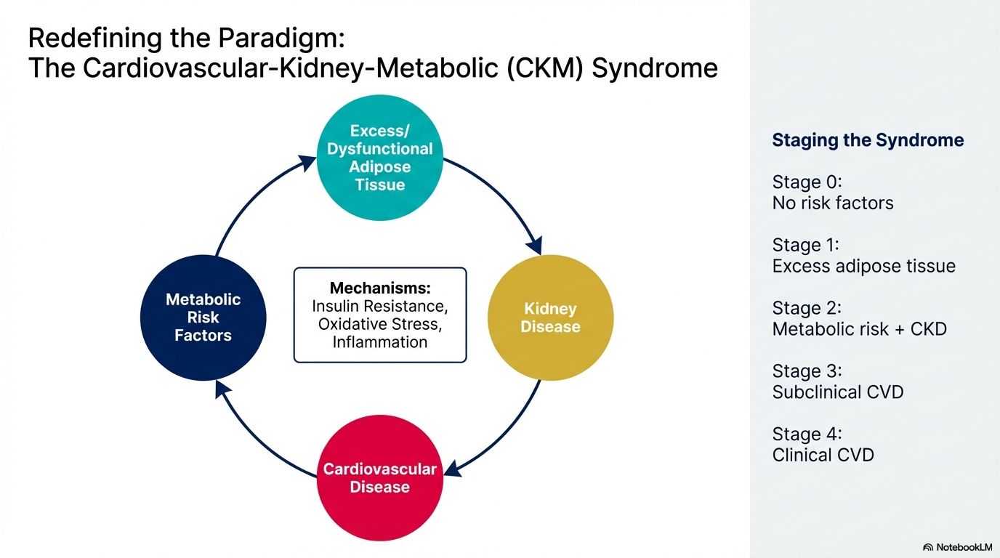 Redefining the Paradigm:
The Cardiovascular-Kidney-Metabolic (CKM) Syndrome
Excess/
Dysfunctional
Adipose
Tissue
Kidney
Disease
Cardiovascular
Disease
Metabolic
Risk
Factors
Mechanisms:
Insulin Resistance,
Oxidative Stress,
Inflammation
Staging the Syndrome
Stage 0:
No risk factors
Stage 1:
Excess adipose tissue
Stage 2:
Metabolic risk + CKD
Stage 3:
Subclinical CVD
Stage 4:
Clinical CVD
NotebookLM